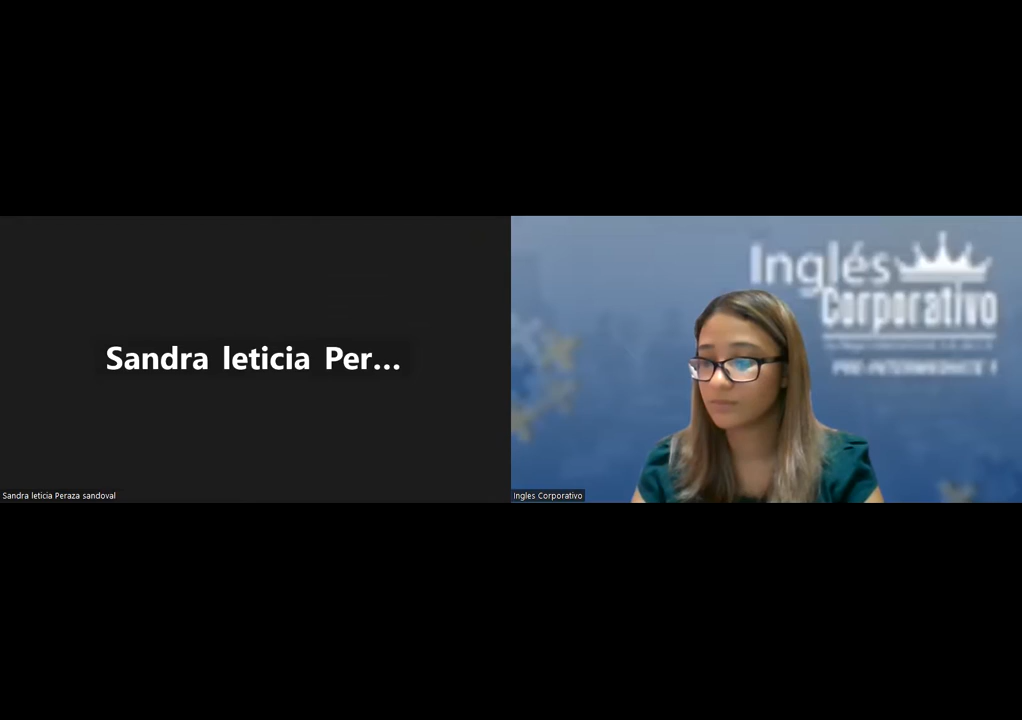 Inglés
Corporativo
PRE-INTERMEDIATE 1
Sandra leticia Per...
Sandra leticia Peraza sandoval
Ingles Corporativo